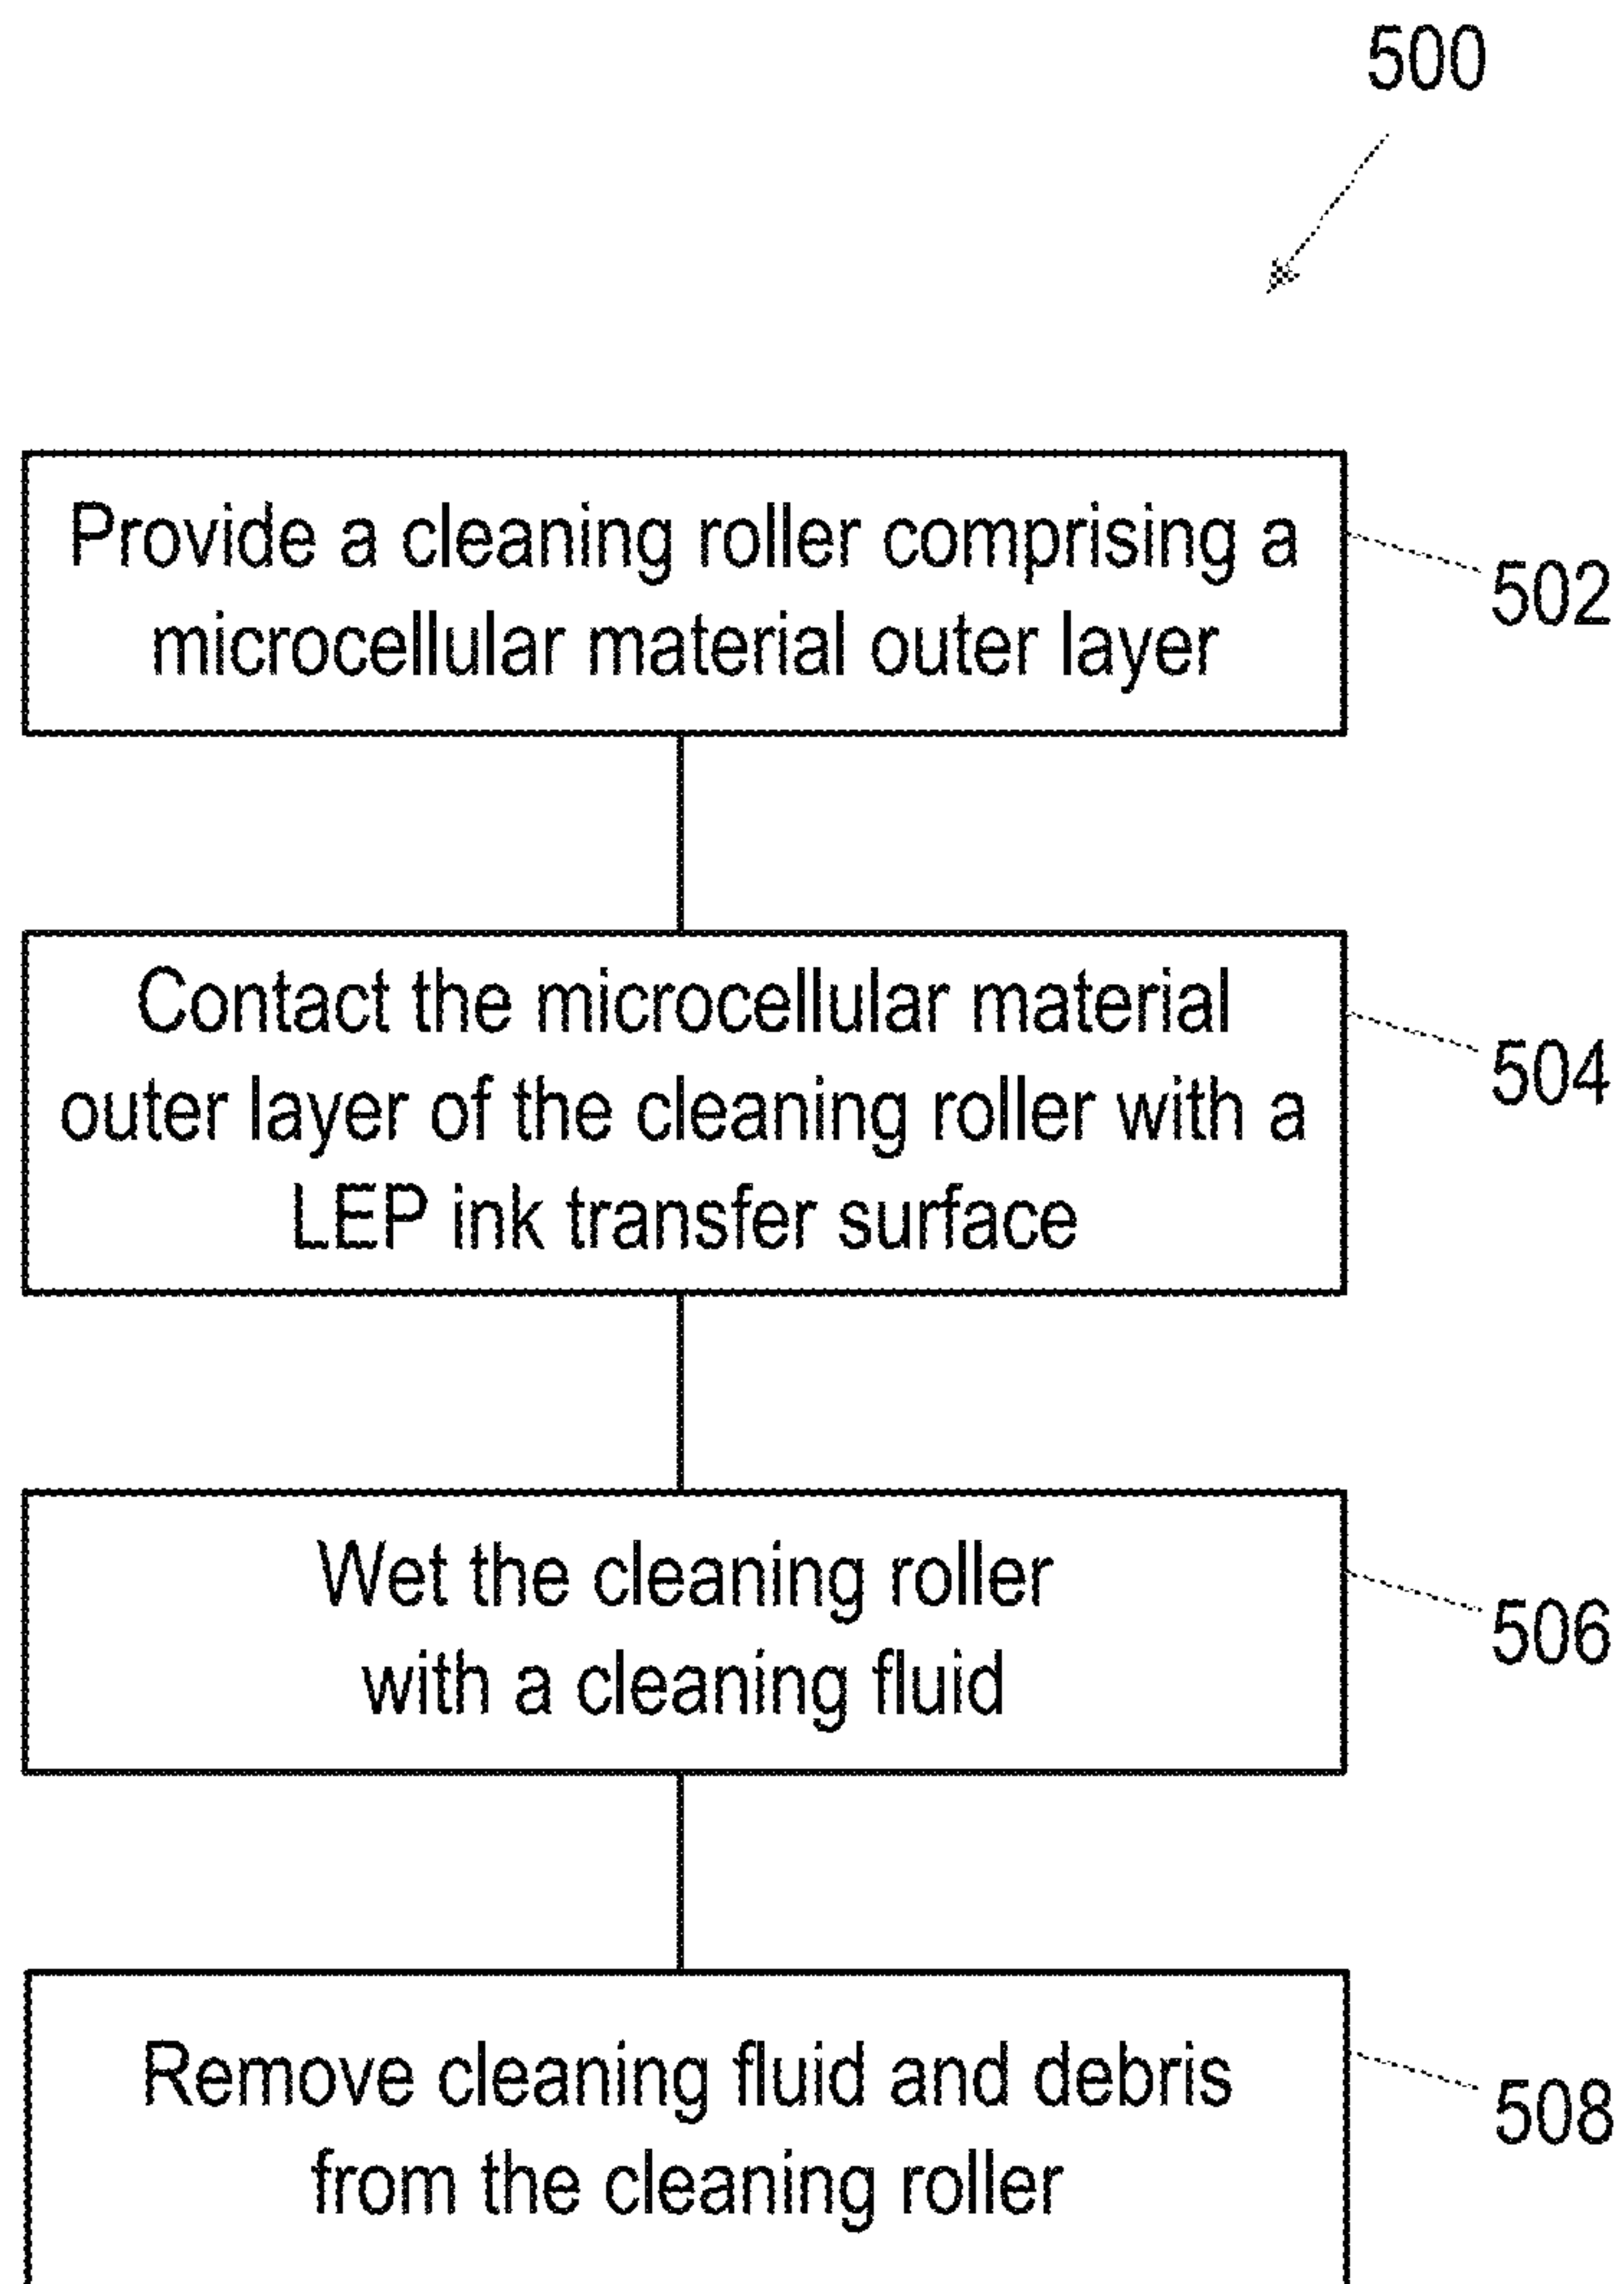 500
Provide a cleaning roller comprising a
microcellular material outer layer
502
Contact the microcellular material
outer layer of the cleaning roller with a
LEP ink transfer surface
504
Wet the cleaning roller
with a cleaning fluid
506
Remove cleaning fluid and debris
from the cleaning roller
508